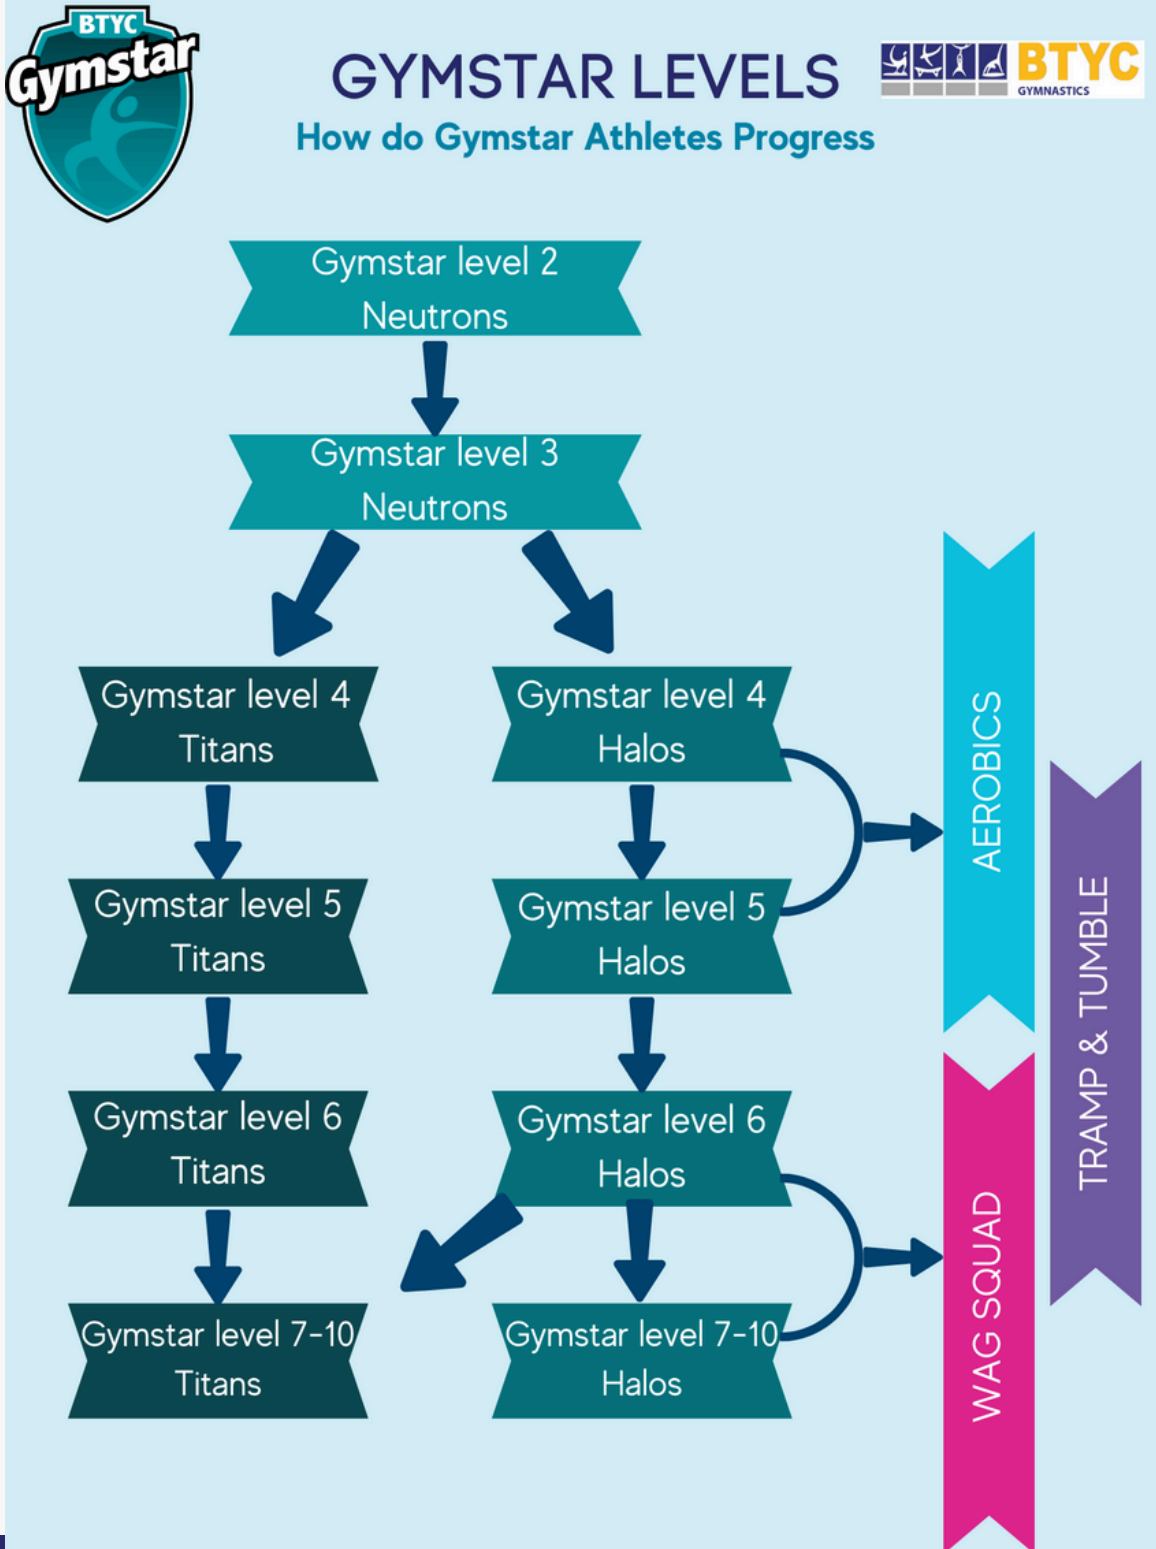 BTYC
Gymstar
GYMSTAR LEVELS
BTYC
GYMNASTICS
How do Gymstar Athletes Progress
Gymstar level 2
Neutrons
Gymstar level 3
Neutrons
Gymstar level 4
Titans
Gymstar level 4
Halos
Gymstar level 5
Titans
Gymstar level 5
Halos
Gymstar level 6
Titans
Gymstar level 6
Halos
Gymstar level 7-10
Titans
Gymstar level 7-10
Halos
AEROBICS
TRAMP & TUMBLE
WAG SQUAD